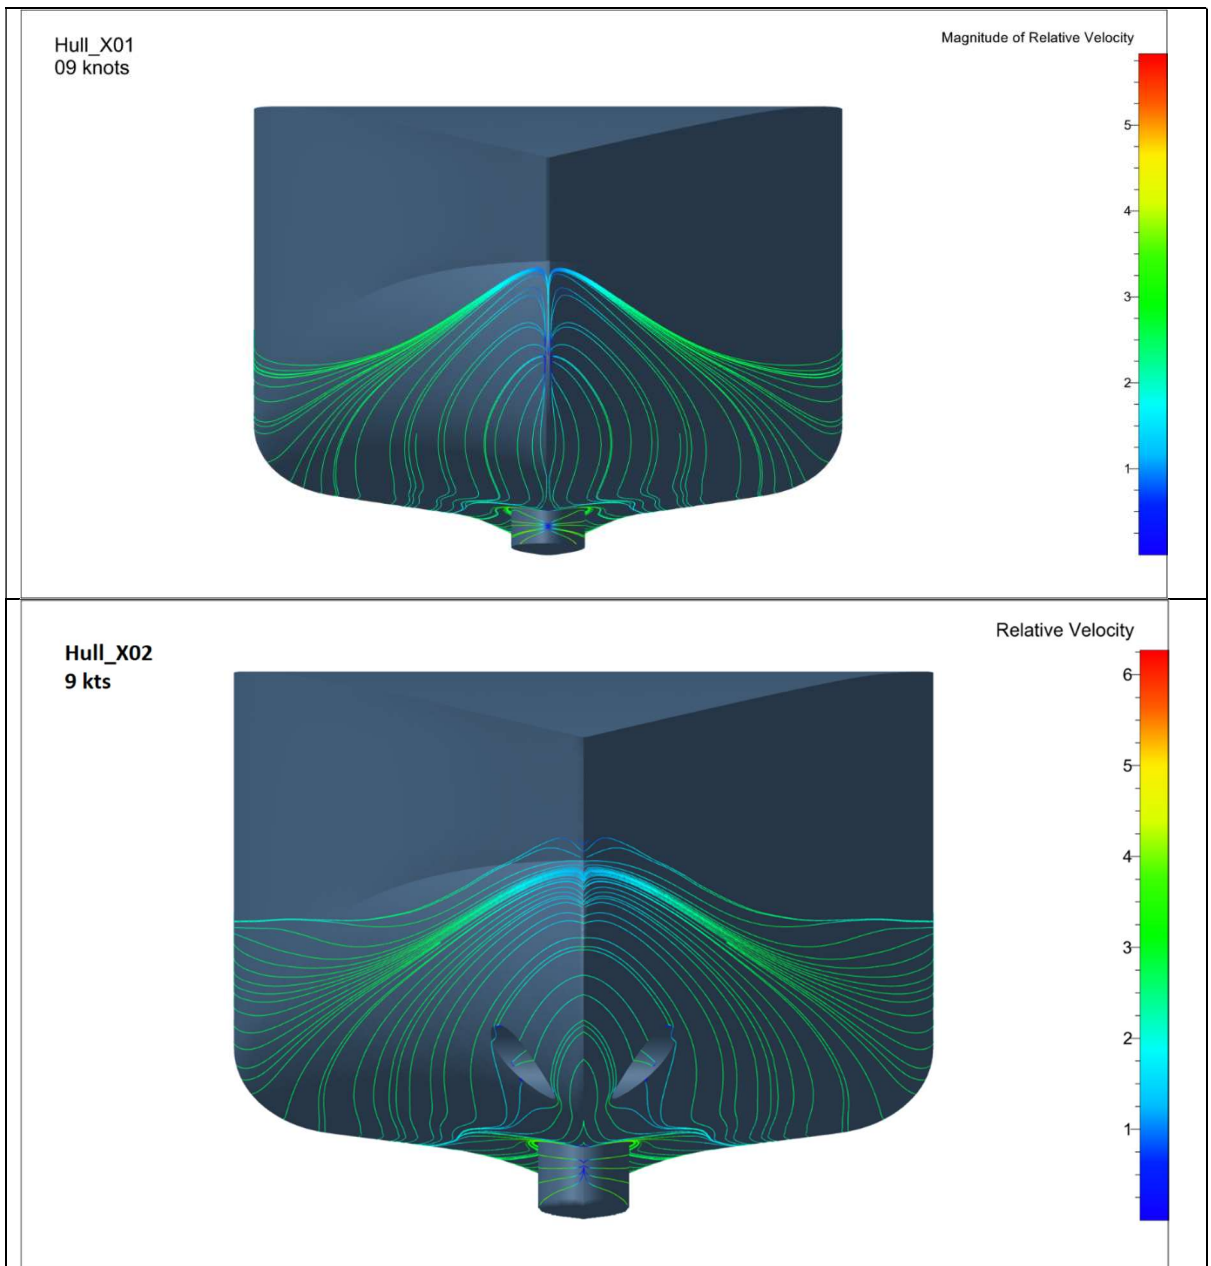 Hull_X01
09 knots
Magnitude of Relative Velocity
5
4
3
2
1
Hull_X02
9 kts
Relative Velocity
6
5
4
3
2
1